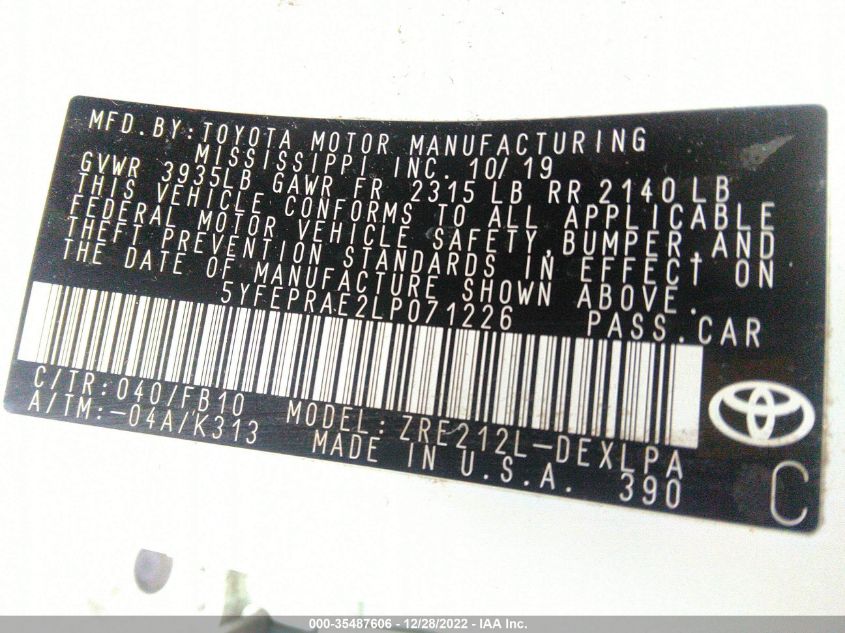 MFD.BY:TOYOTA MOTOR MANUFACTURING
MISSISSIPPI, INC. 10/19
GVWR 3935LB GAWR FR 2315 LB RR 2140 LB
THIS VEHICLE CONFORMS TO ALL APPLICABLE
FEDERAL MOTOR VEHICLE SAFETY,BUMPER,AND
THEFT PREVENTION STANDARDS IN EFFECT ON
THE DATE OF MANUFACTURE SHOWN ABOVE.
5YFEPRAE2LP071226 PASS.CAR
C/TR:040/FB10 MODEL:ZRE212L-DEXLPA
A/TM:-04A/K313 MADE IN U.S.A. 390
C
000-35487606 - 12/28/2022 - IAA Inc.